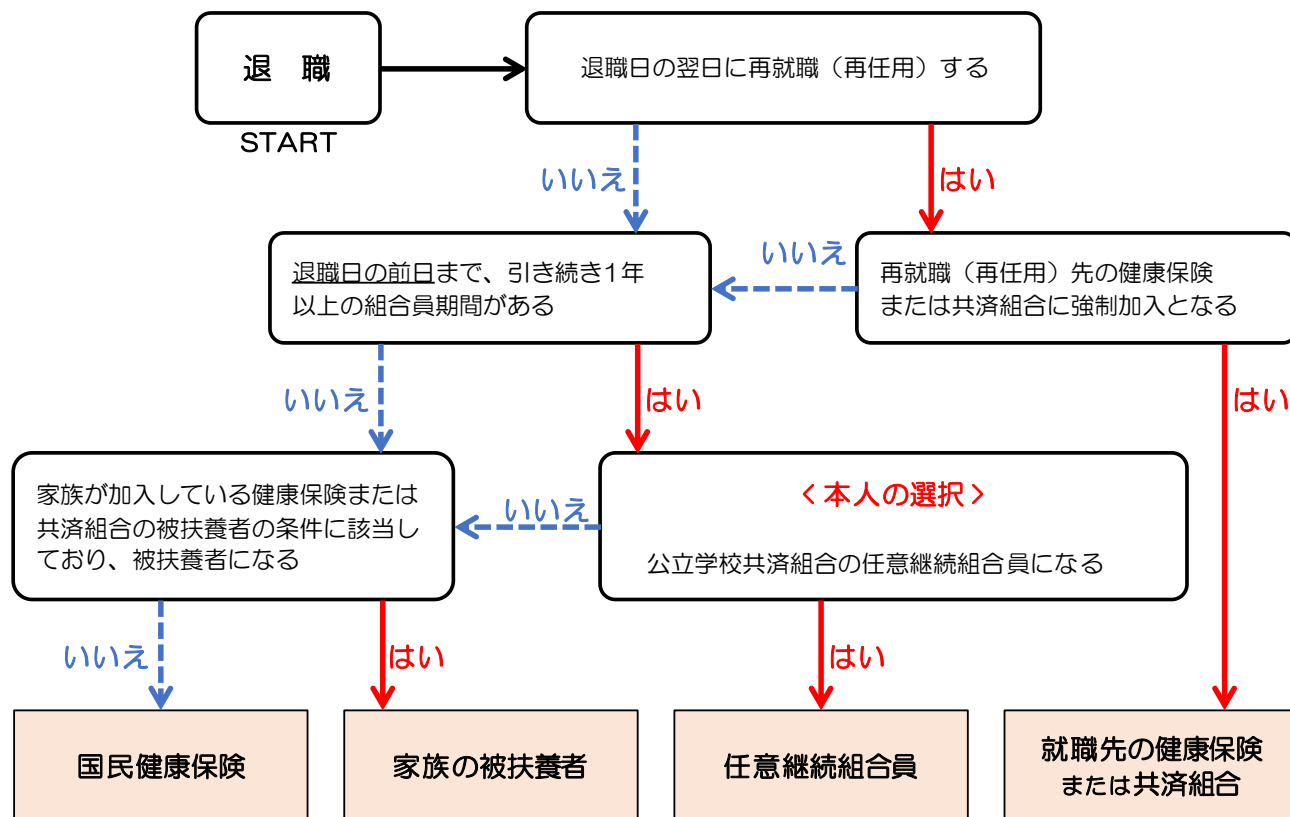 退　職
START
退職日の翌日に再就職（再任用）する
いいえ
はい
退職日の前日まで、引き続き1年
以上の組合員期間がある
いいえ
再就職（再任用）先の健康保険
または共済組合に強制加入となる
いいえ
はい
はい
家族が加入している健康保険または
共済組合の被扶養者の条件に該当し
ており、被扶養者になる
いいえ
＜本人の選択＞
公立学校共済組合の任意継続組合員になる
いいえ
はい
はい
国民健康保険
家族の被扶養者
任意継続組合員
就職先の健康保険
または共済組合